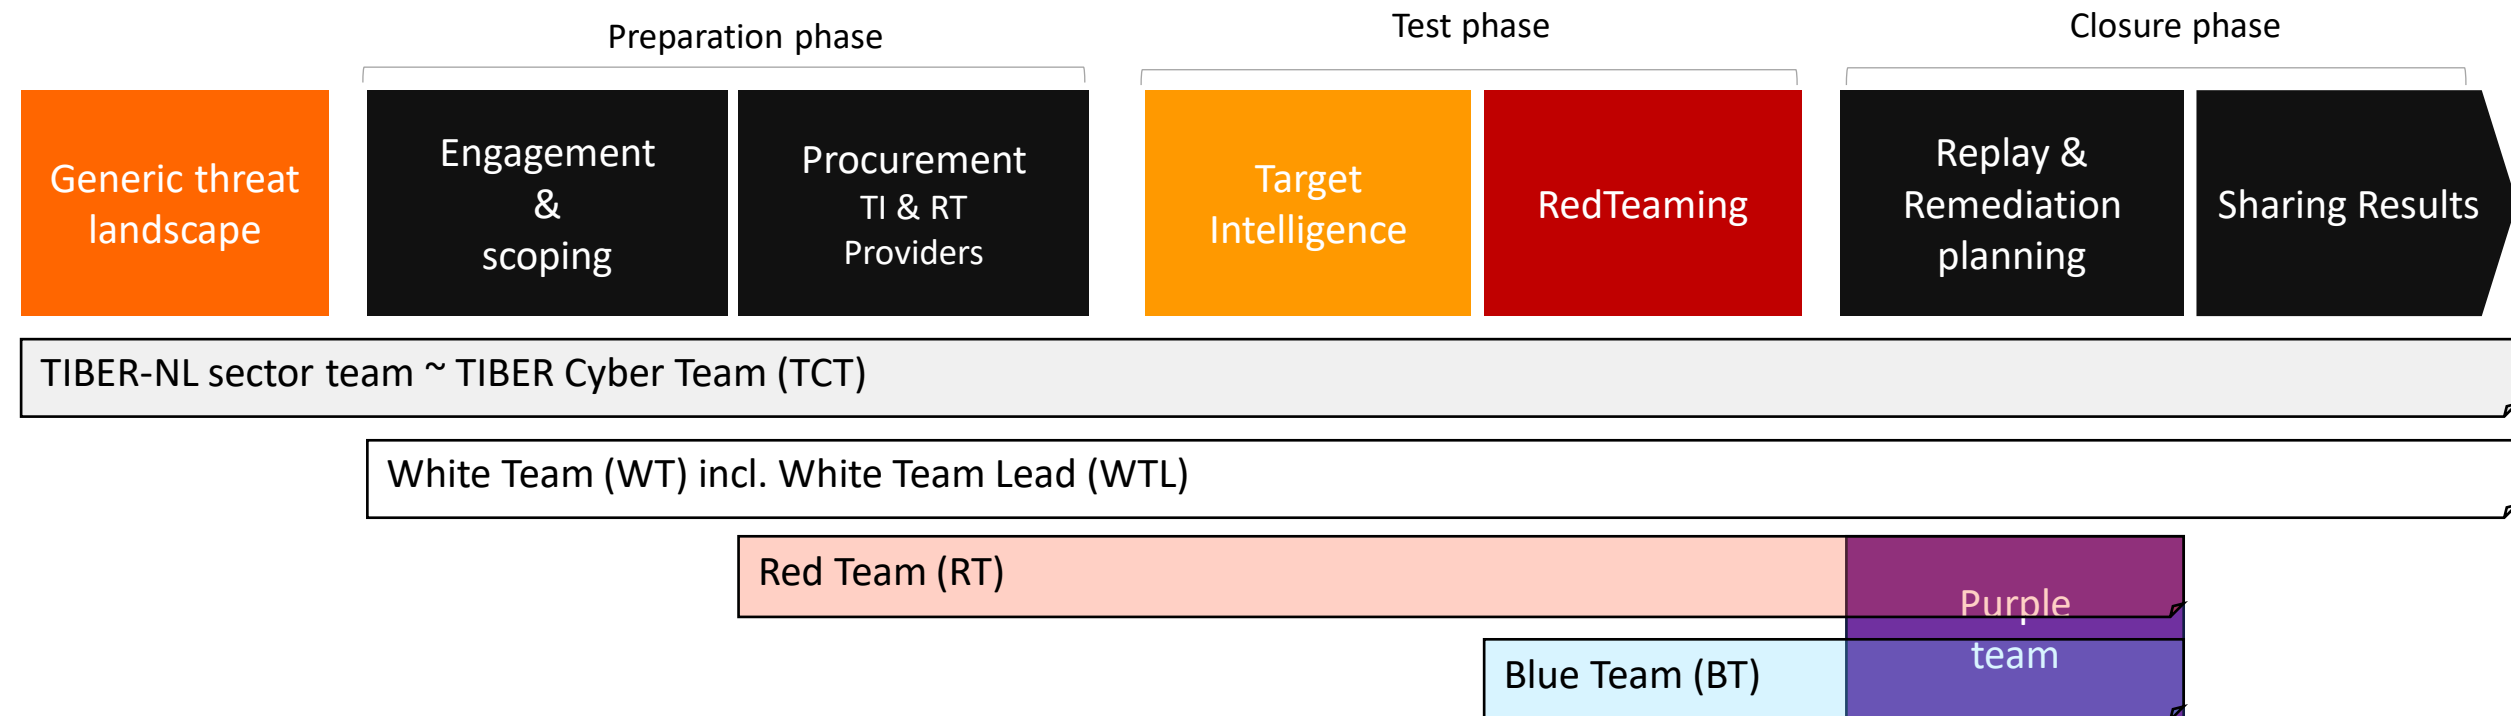 Preparation phase
Test phase
Closure phase
Generic threat
landscape
Engagement
&
scoping
Procurement
TI & RT
Providers
Target
Intelligence
RedTeaming
Replay &
Remediation
planning
Sharing Results
TIBER-NL sector team ~ TIBER Cyber Team (TCT)
White Team (WT) incl. White Team Lead (WTL)
Red Team (RT)
Purple
team
Blue Team (BT)